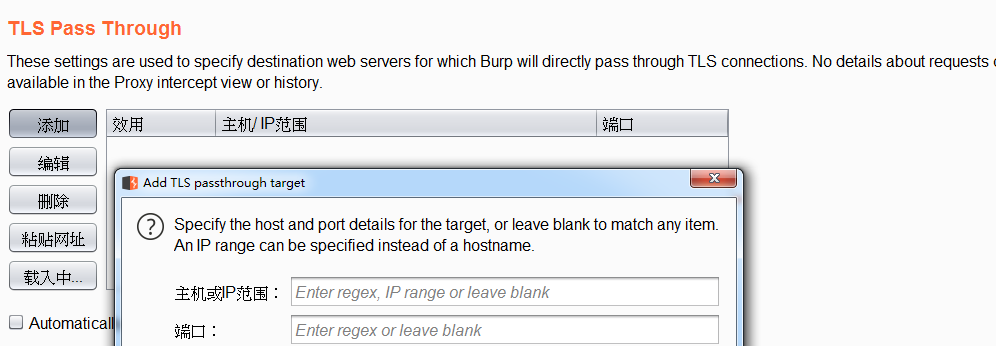 TLS Pass Through
These settings are used to specify destination web servers for which Burp will directly pass through TLS connections. No details about requests
available in the Proxy intercept view or history.
添加
效用 主机/ IP范围 端口
编辑
删除
粘贴网址
载入中...
Add TLS passthrough target
Specify the host and port details for the target, or leave blank to match any item.
An IP range can be specified instead of a hostname.
主机或IP范围：
Enter regex, IP range or leave blank
端口：
Enter regex or leave blank